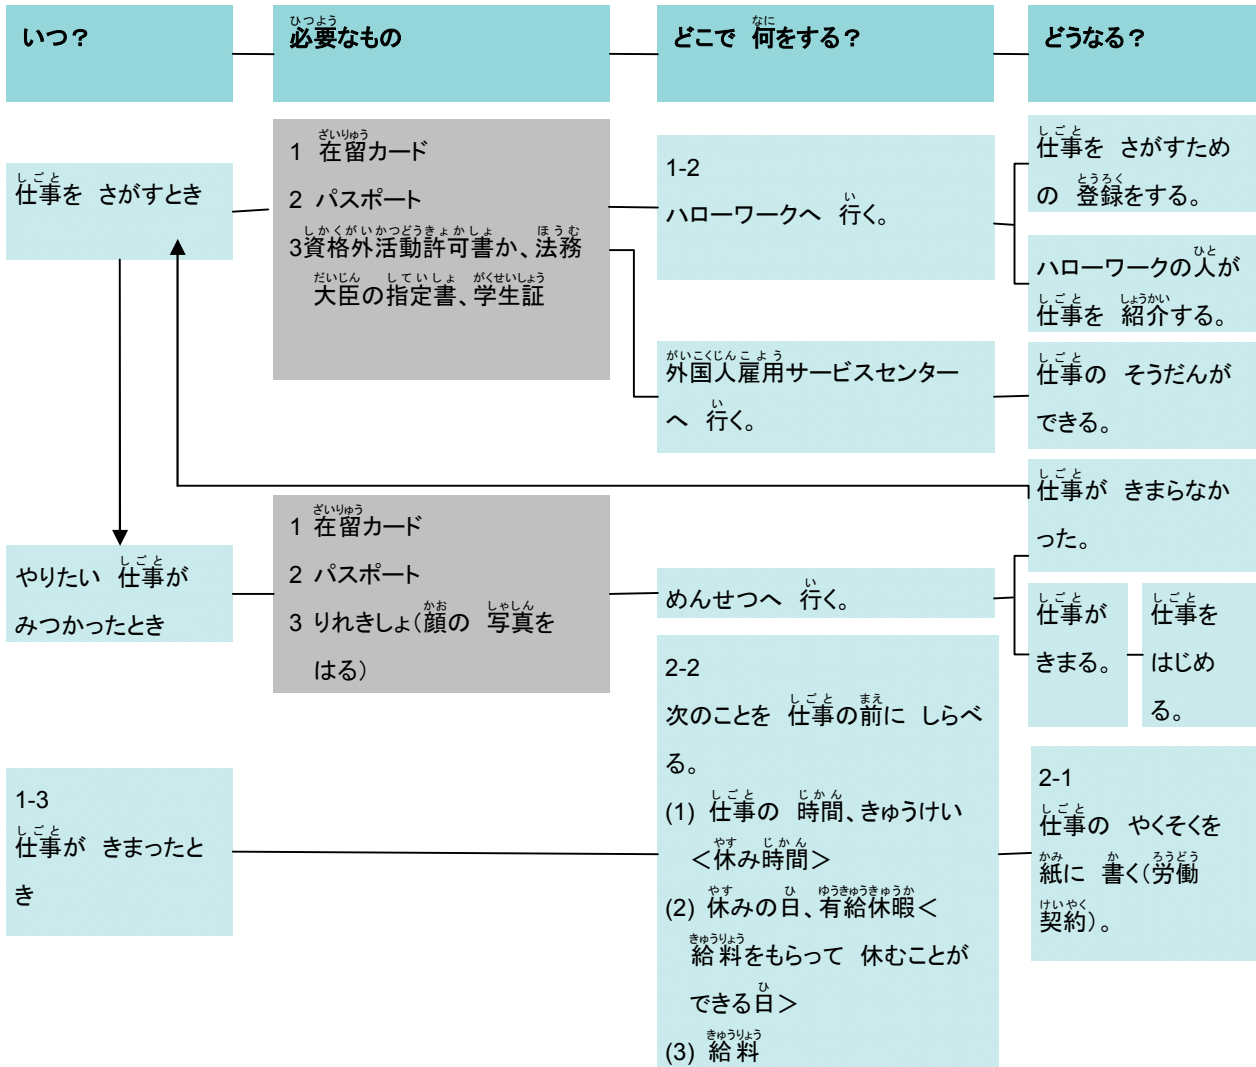 いつ？
必要なもの
どこで 何をする？
どうなる？
仕事を さがすとき
1 在留カード
2 パスポート
3資格外活動許可書か、法務
大臣の指定書、学生証
1-2
ハローワークへ 行く。
仕事を さがすため
の 登録をする。
ハローワークの人が
仕事を 紹介する。
外国人雇用サービスセンター
へ 行く。
仕事の そうだんが
できる。
仕事が きまらなか
った。
やりたい 仕事が
みつかったとき
1 在留カード
2 パスポート
3 りれきしょ（顔の 写真を
はる）
めんせつへ 行く。
仕事が
きまる。
仕事を
はじめ
る。
1-3
仕事が きまったと
き
2-2
次のことを 仕事の前に しらべ
る。
(1) 仕事の 時間、きゅうけい
＜休み時間＞
(2) 休みの日、有給休暇＜
給料をもらって 休むことが
できる日＞
(3) 給料
2-1
仕事の やくそくを
紙に 書く（労働
契約）。